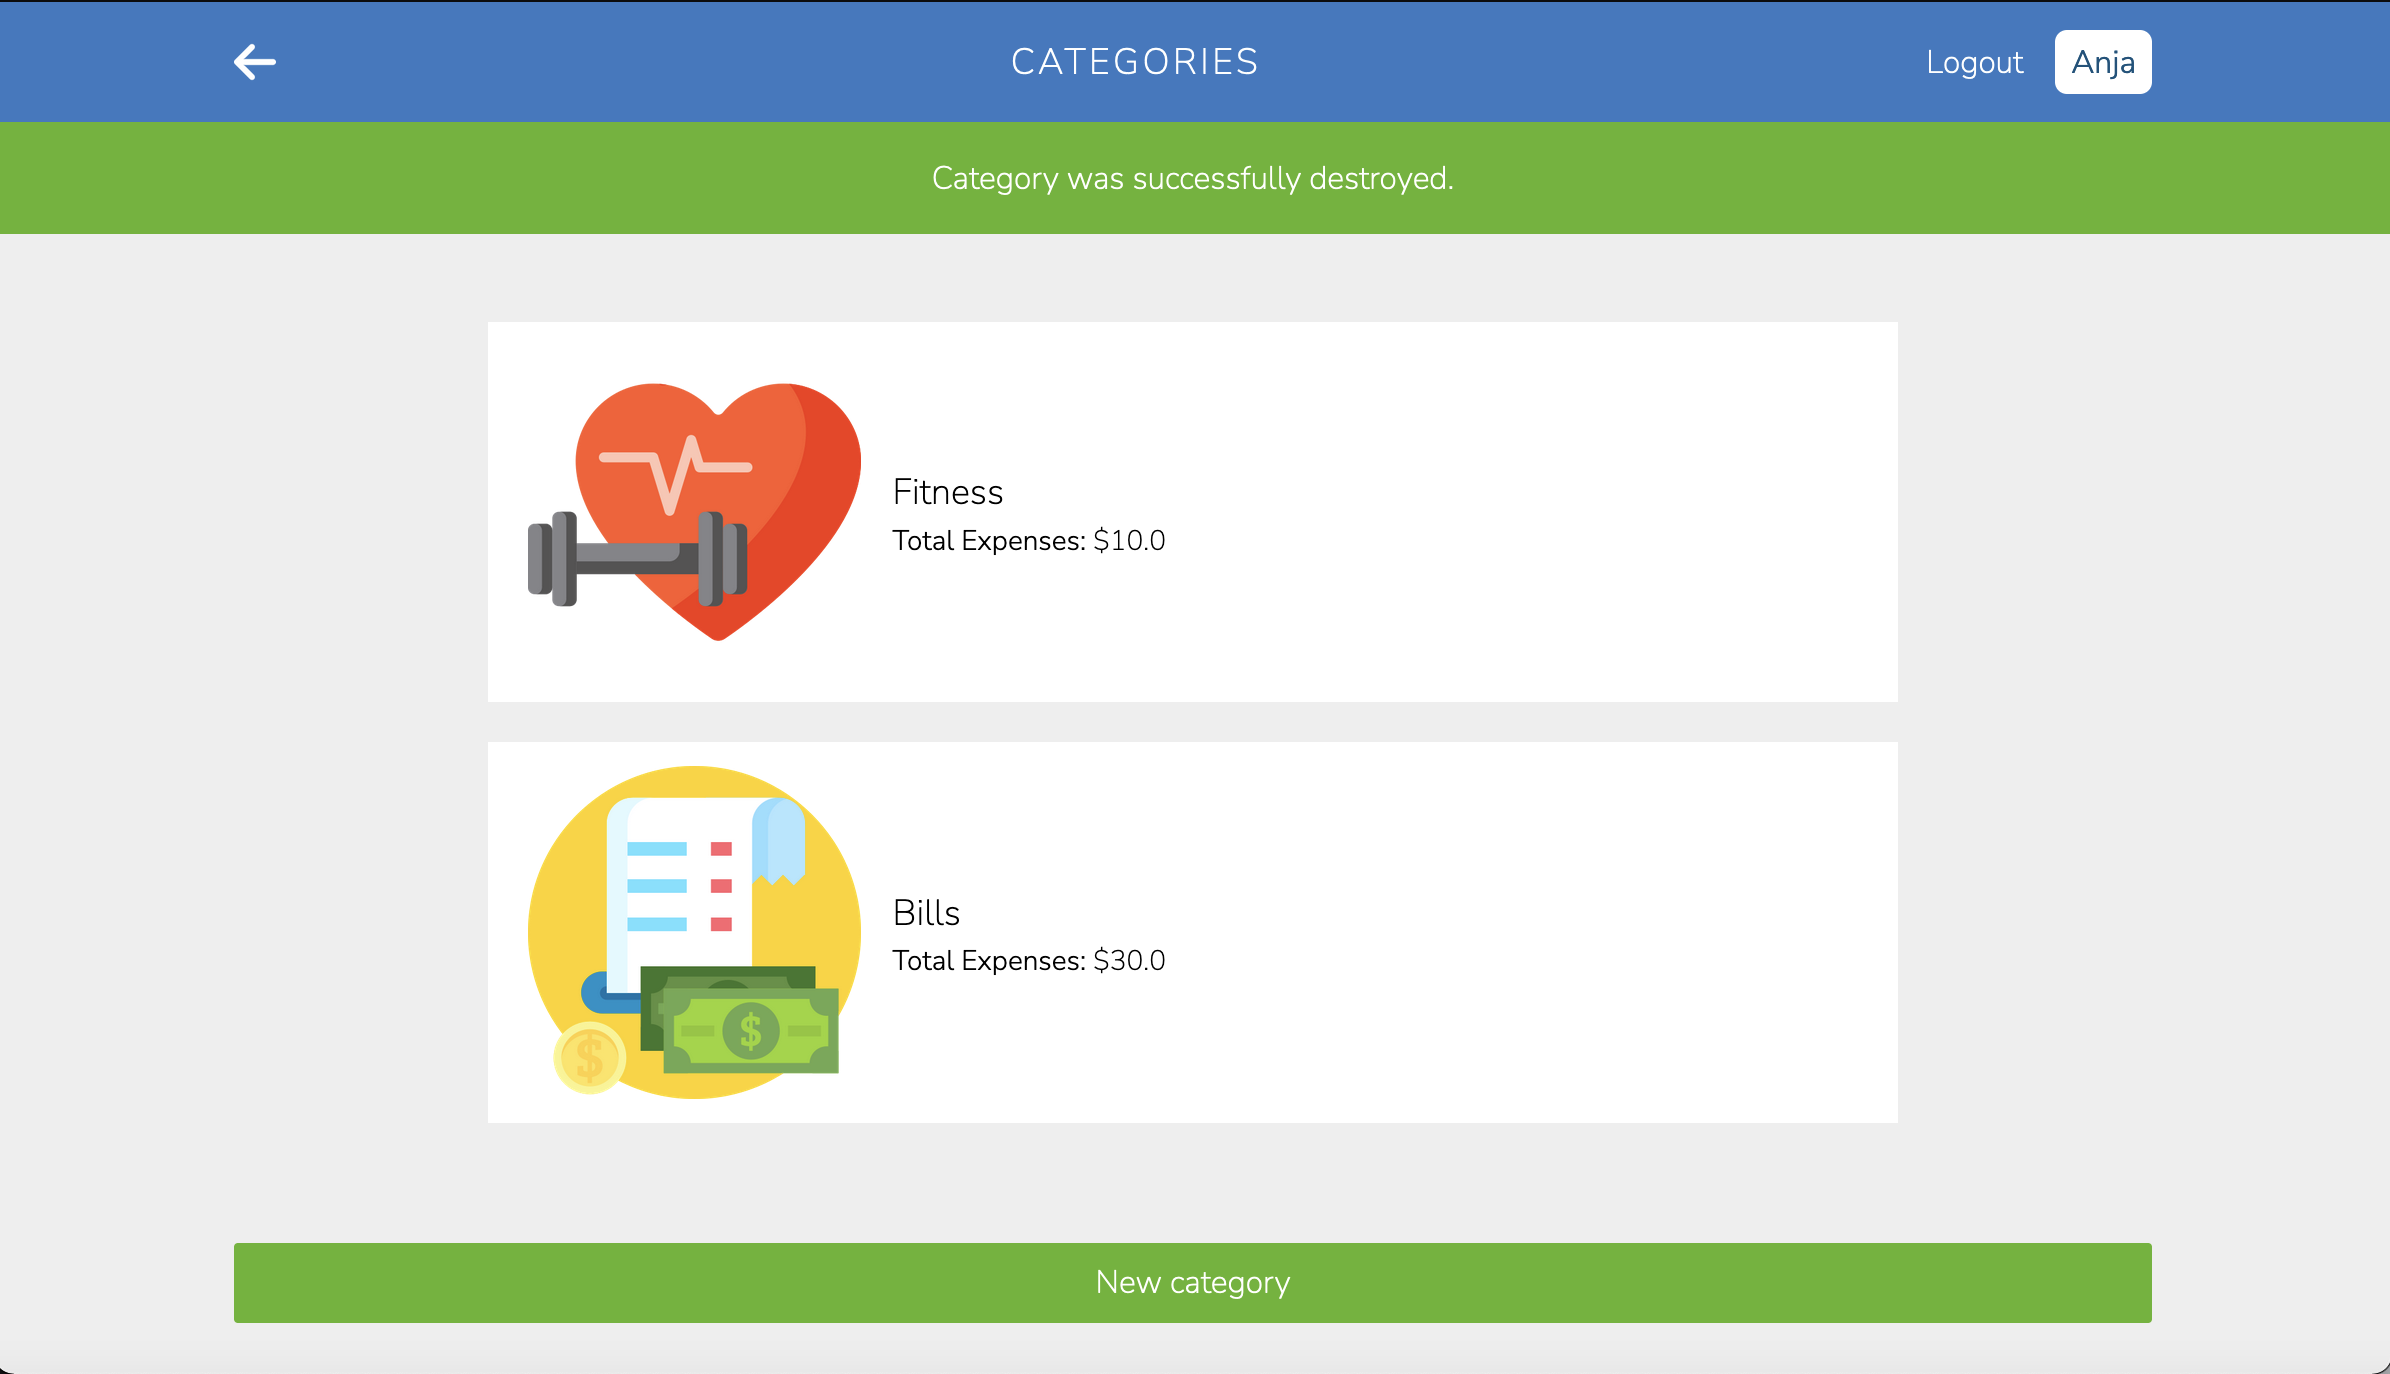 CATEGORIES
Logout
Anja
Category was successfully destroyed.
Fitness
Total Expenses: $10.0
Bills
Total Expenses: $30.0
$
$
New category